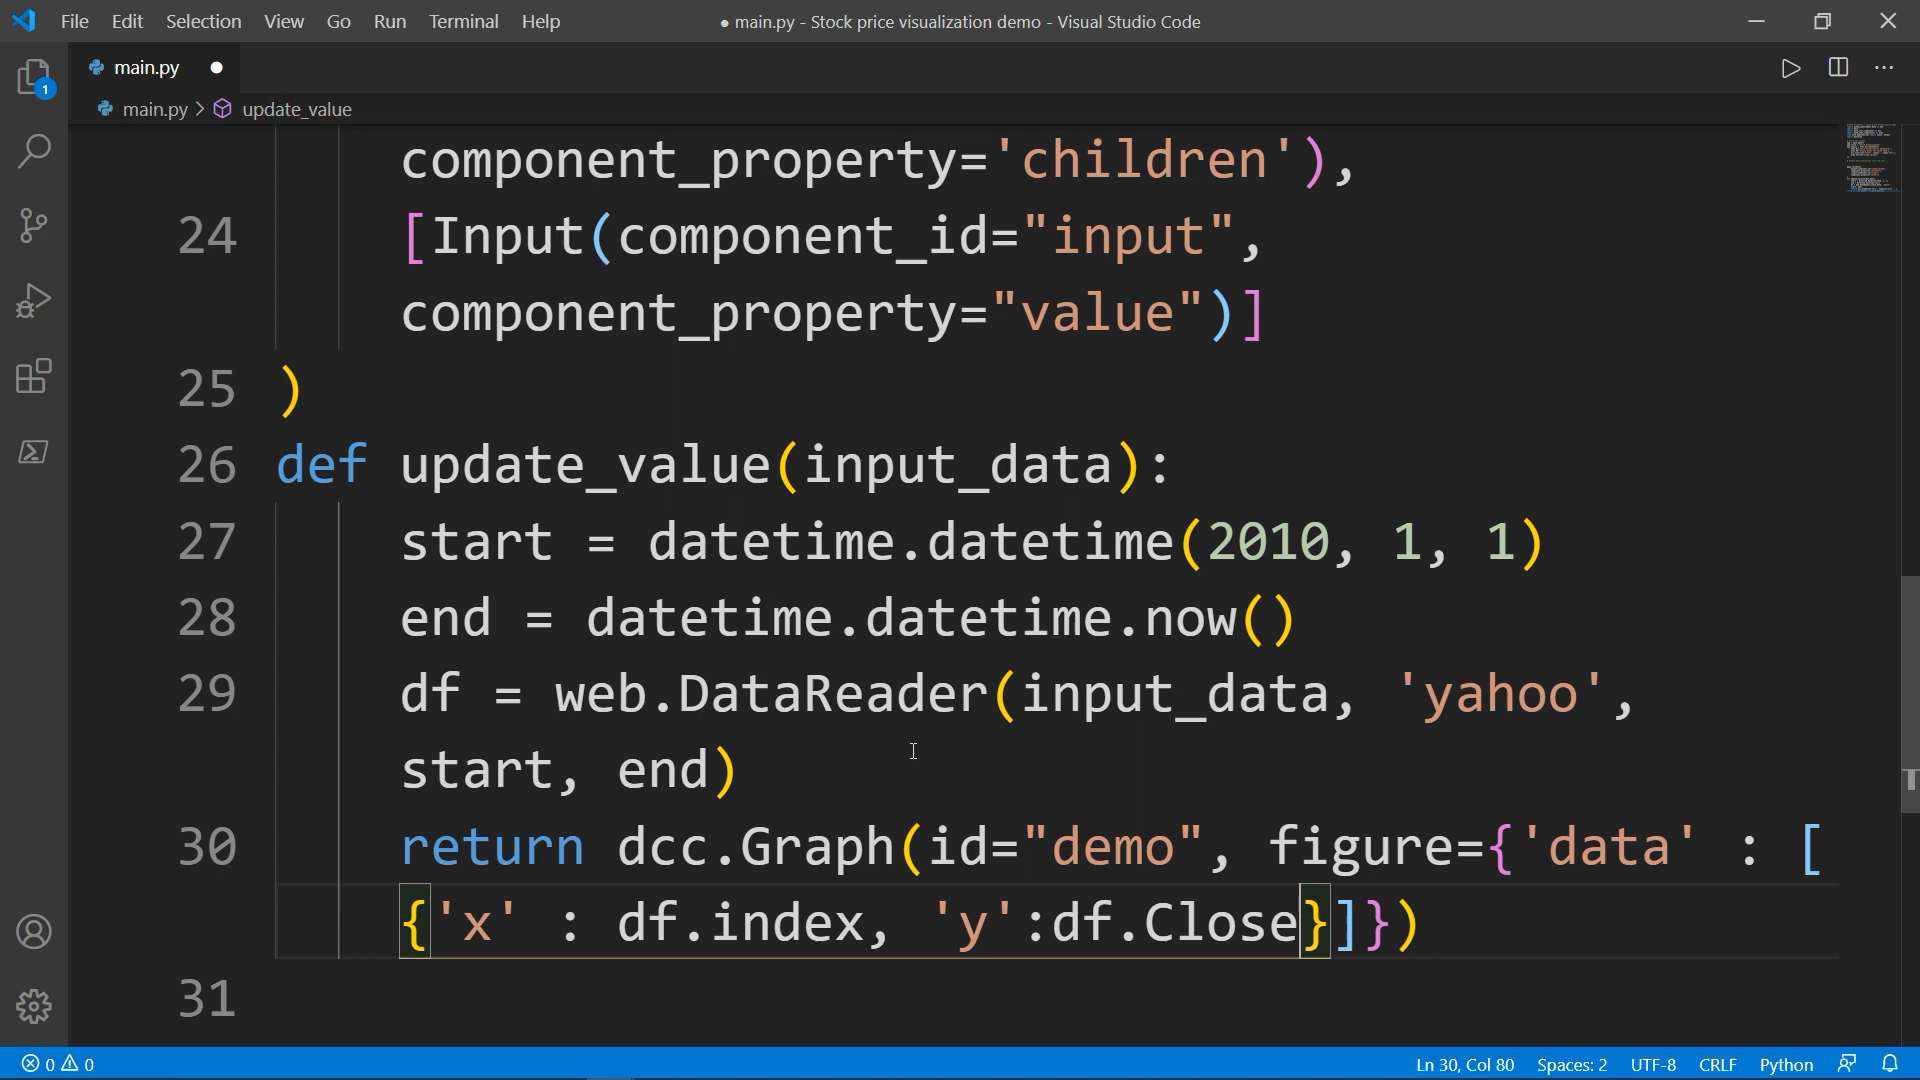 File Edit Selection View Go Run Terminal Help
● main.py - Stock price visualization demo - Visual Studio Code
main.py
main.py > update_value
1
component_property='children'),
24 [Input(component_id="input",
component_property="value")]
25 )
26 def update_value(input_data):
27 start = datetime.datetime(2010, 1, 1)
28 end = datetime.datetime.now()
29 df = web.DataReader(input_data, 'yahoo',
start, end)
30 return dcc.Graph(id="demo", figure={'data' : [
{'x' : df.index, 'y':df.Close}]})
31
0 0 Ln 30, Col 80 Spaces: 2 UTF-8 CRLF Python